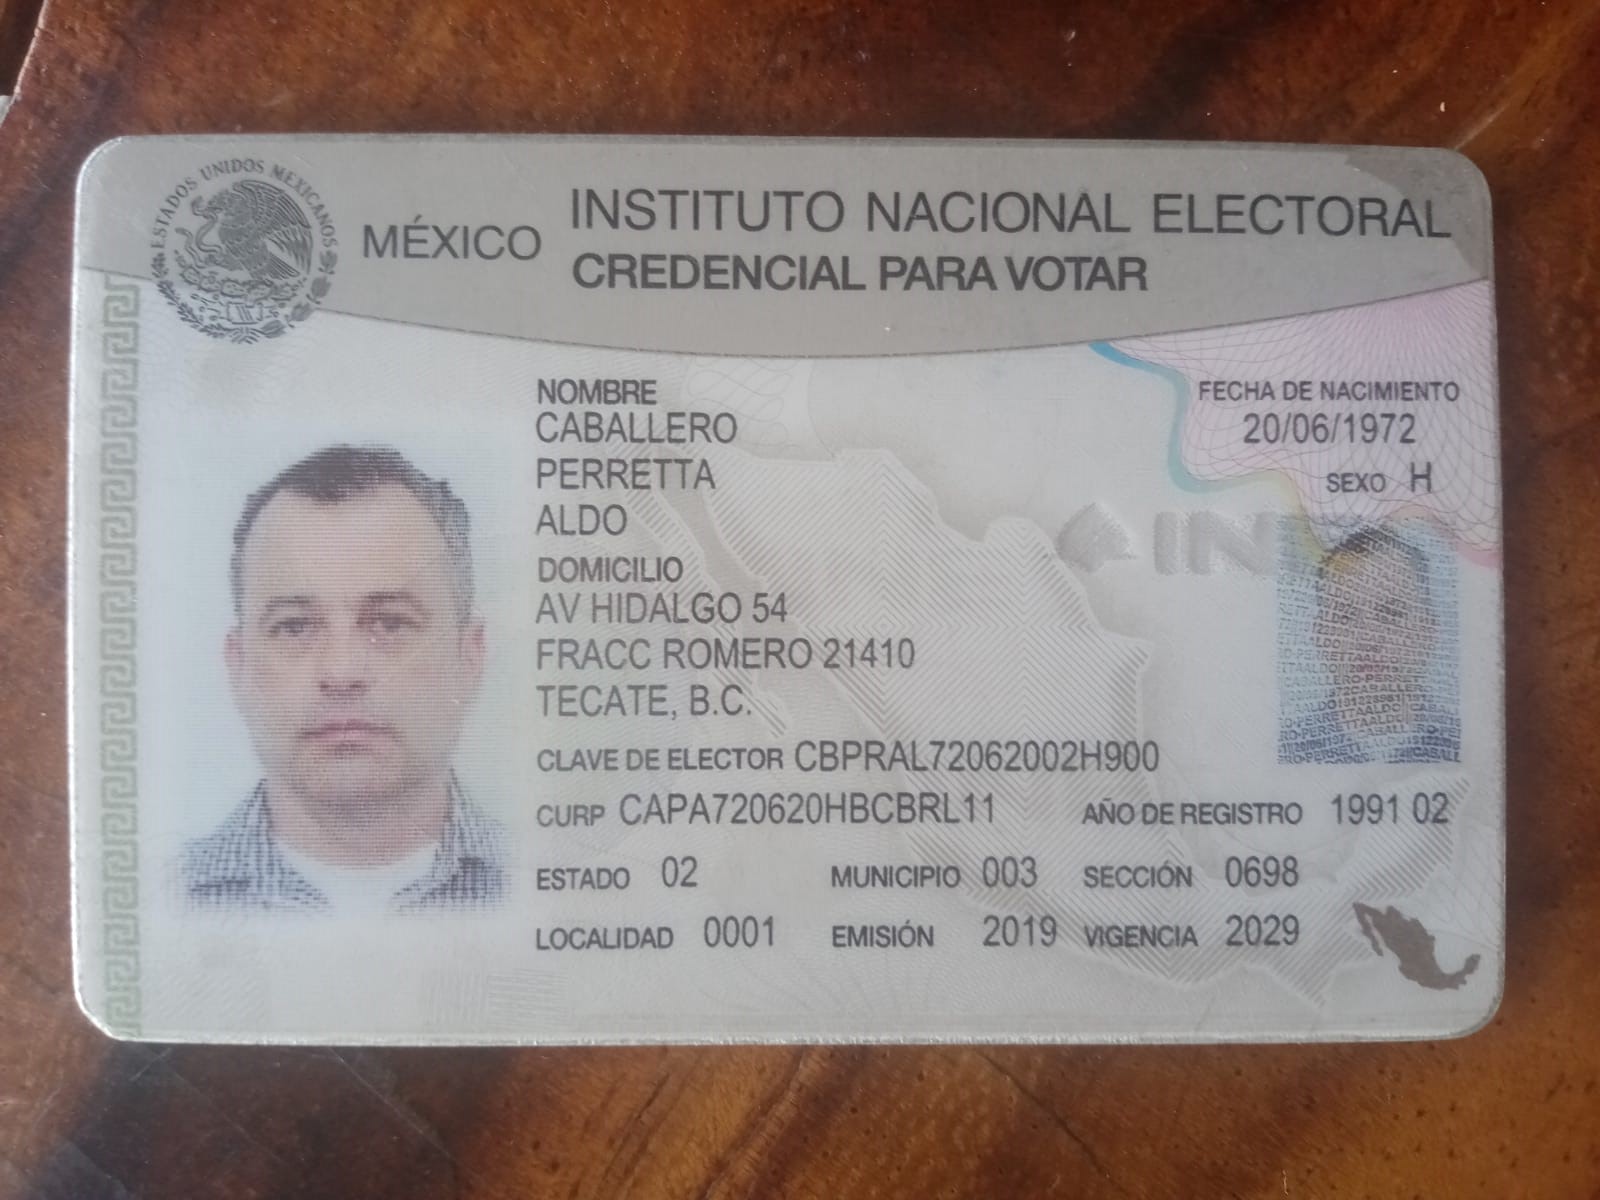 ESTADOS UNIDOS MEXICANOS
MÉXICO
INSTITUTO NACIONAL ELECTORAL
CREDENCIAL PARA VOTAR
NOMBRE
CABALLERO
PERRETTA
ALDO
FECHA DE NACIMIENTO
20/06/1972
SEXO H
DOMICILIO
AV HIDALGO 54
FRACC ROMERO 21410
TECATE, B.C.
CLAVE DE ELECTOR CBPRAL72062002H900
CURP CAPA720620HBCBRL11 AÑO DE REGISTRO 1991 02
ESTADO 02 MUNICIPIO 003 SECCIÓN 0698
LOCALIDAD 0001 EMISIÓN 2019 VIGENCIA 2029